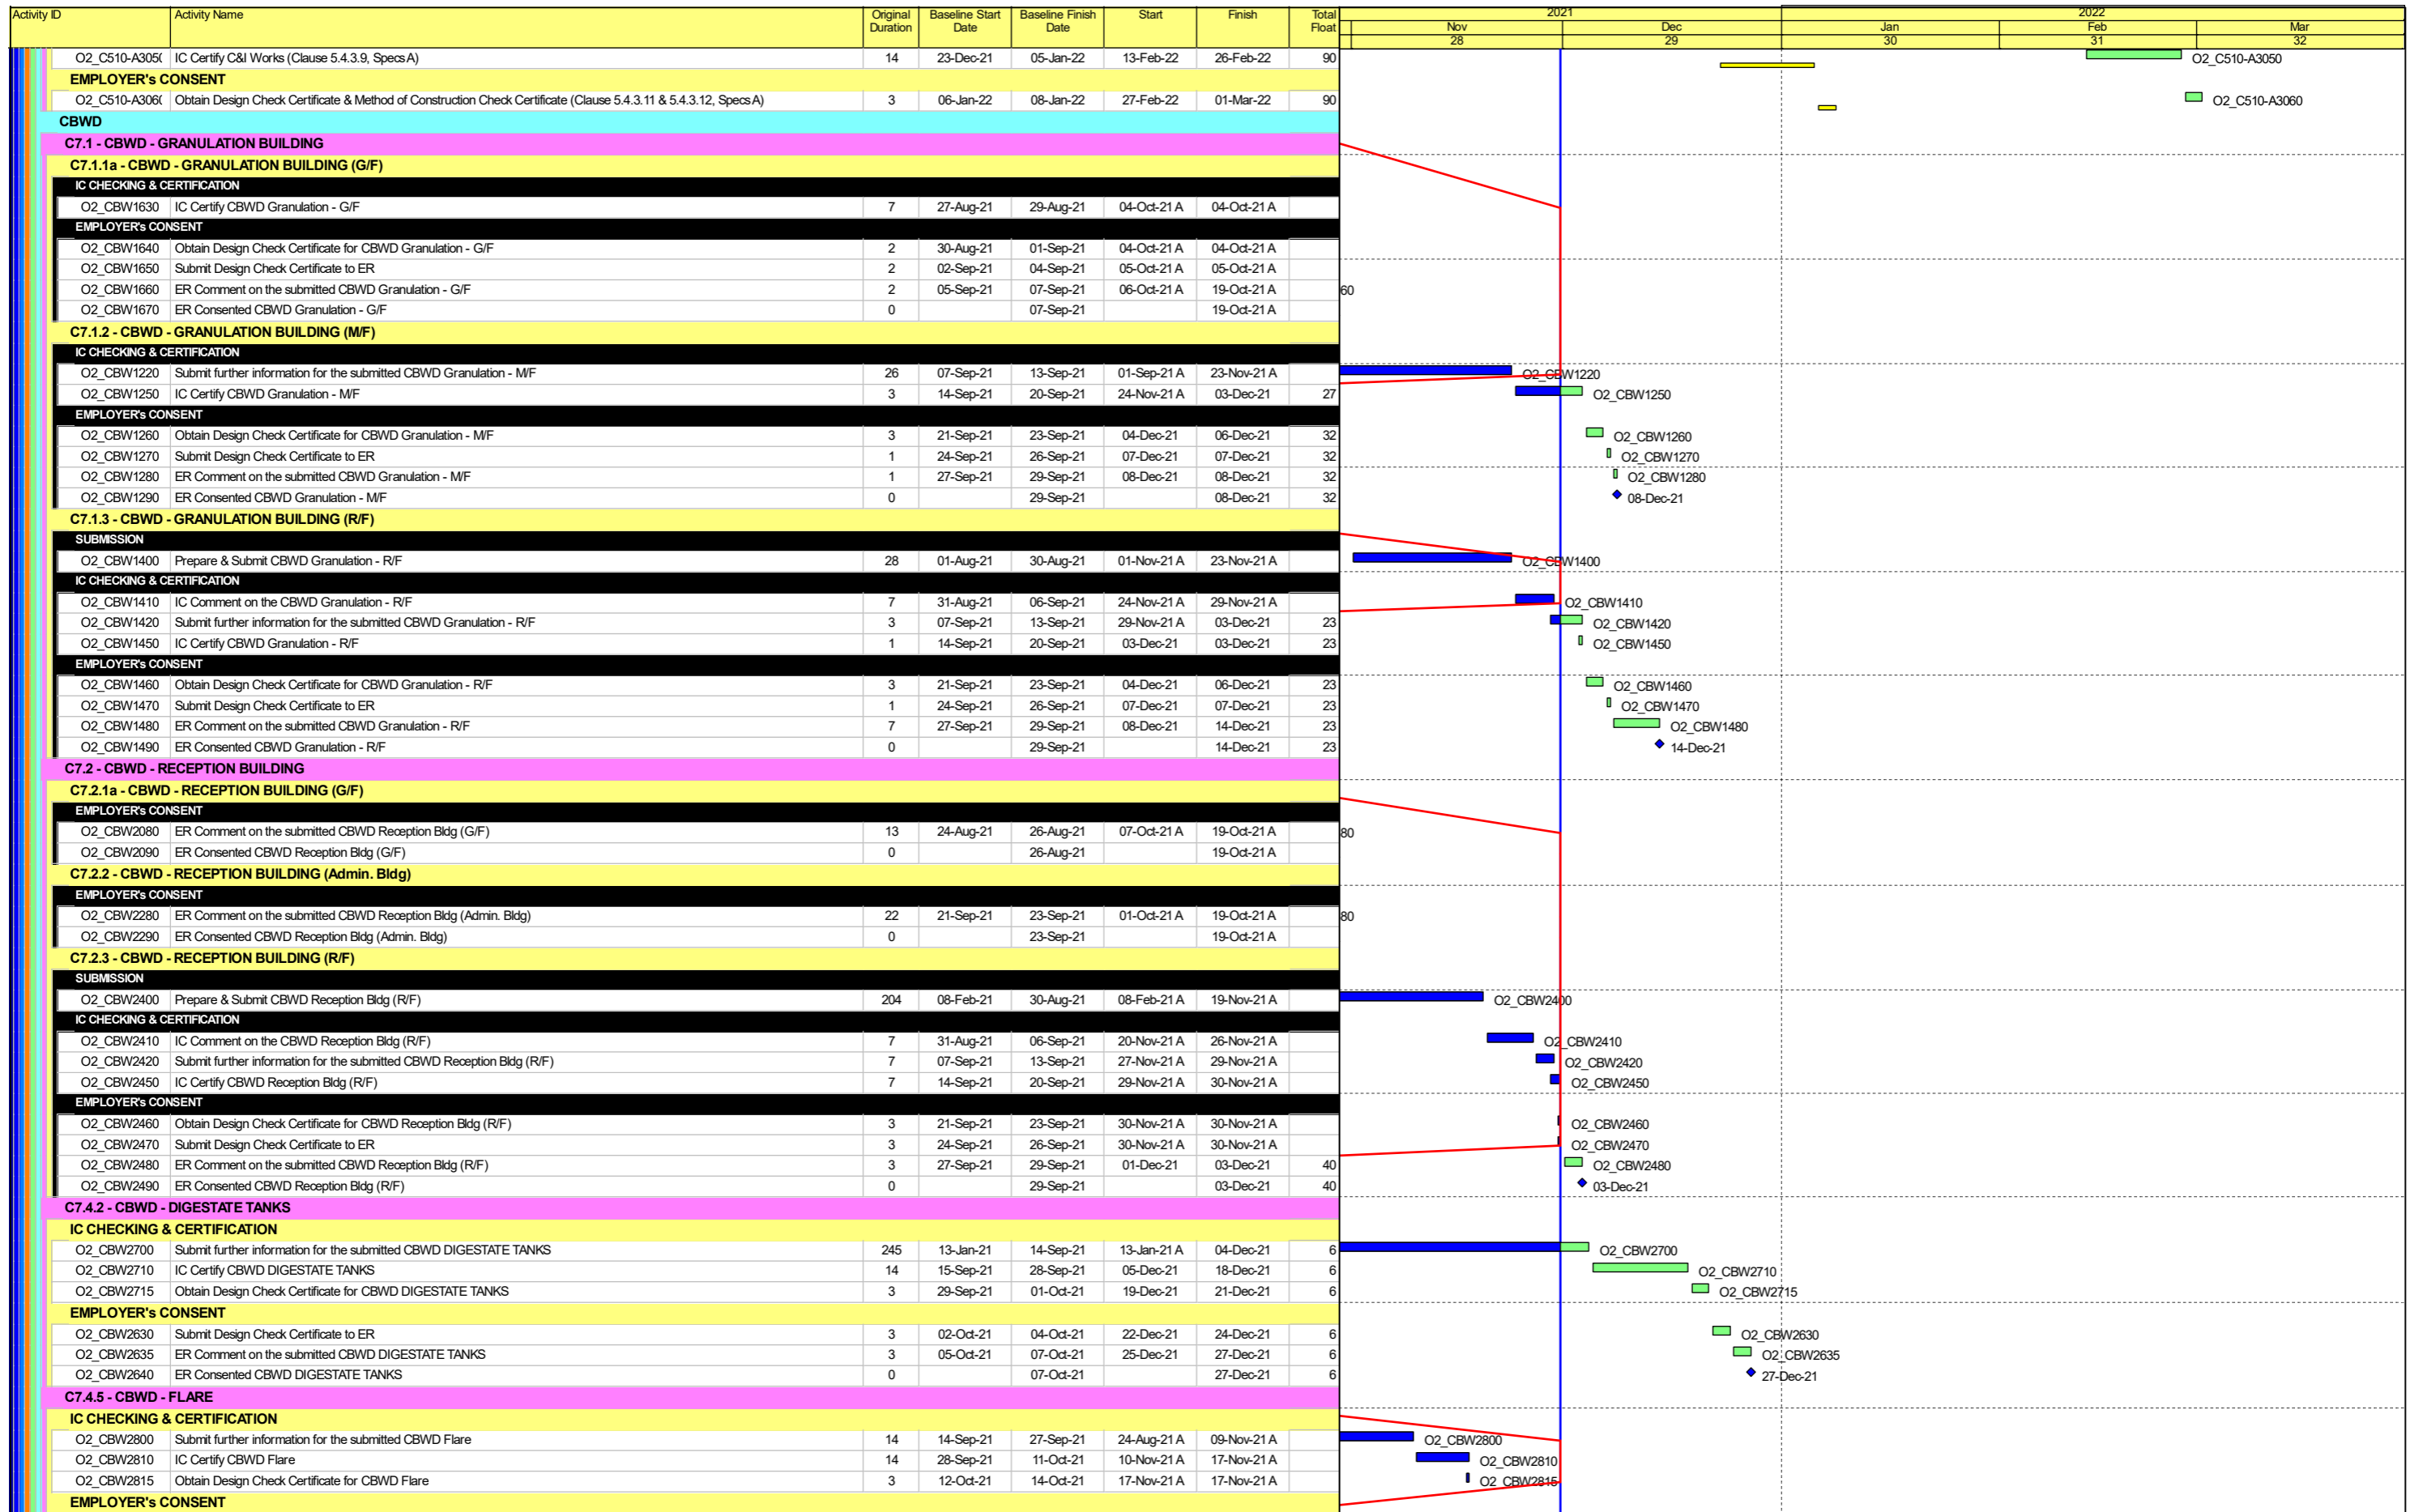 Activity ID Activity Name Original Duration Baseline Start Date Baseline Finish Date Start Finish Total Float 2021 2022
Nov Dec Jan Feb Mar
28 29 30 31 32
O2_C510-A3050 IC Certify C&I Works (Clause 5.4.3.9, Specs A) 14 23-Dec-21 05-Jan-22 13-Feb-22 26-Feb-22 90 O2_C510-A3050
EMPLOYER's CONSENT
O2_C510-A3060 Obtain Design Check Certificate & Method of Construction Check Certificate (Clause 5.4.3.11 & 5.4.3.12, Specs A) 3 06-Jan-22 08-Jan-22 27-Feb-22 01-Mar-22 90 O2_C510-A3060
CBWD
C7.1 - CBWD - GRANULATION BUILDING
C7.1.1a - CBWD - GRANULATION BUILDING (G/F)
IC CHECKING & CERTIFICATION
O2_CBW1630 IC Certify CBWD Granulation - G/F 7 27-Aug-21 29-Aug-21 04-Oct-21 A 04-Oct-21 A
EMPLOYER's CONSENT
O2_CBW1640 Obtain Design Check Certificate for CBWD Granulation - G/F 2 30-Aug-21 01-Sep-21 04-Oct-21 A 04-Oct-21 A
O2_CBW1650 Submit Design Check Certificate to ER 2 02-Sep-21 04-Sep-21 05-Oct-21 A 05-Oct-21 A
O2_CBW1660 ER Comment on the submitted CBWD Granulation - G/F 2 05-Sep-21 07-Sep-21 06-Oct-21 A 19-Oct-21 A 60
O2_CBW1670 ER Consented CBWD Granulation - G/F 0 07-Sep-21 19-Oct-21 A
C7.1.2 - CBWD - GRANULATION BUILDING (M/F)
IC CHECKING & CERTIFICATION
O2_CBW1220 Submit further information for the submitted CBWD Granulation - M/F 26 07-Sep-21 13-Sep-21 01-Sep-21 A 23-Nov-21 A O2_CBW1220
O2_CBW1250 IC Certify CBWD Granulation - M/F 3 14-Sep-21 20-Sep-21 24-Nov-21 A 03-Dec-21 27 O2_CBW1250
EMPLOYER's CONSENT
O2_CBW1260 Obtain Design Check Certificate for CBWD Granulation - M/F 3 21-Sep-21 23-Sep-21 04-Dec-21 06-Dec-21 32 O2_CBW1260
O2_CBW1270 Submit Design Check Certificate to ER 1 24-Sep-21 26-Sep-21 07-Dec-21 07-Dec-21 32 O2_CBW1270
O2_CBW1280 ER Comment on the submitted CBWD Granulation - M/F 1 27-Sep-21 29-Sep-21 08-Dec-21 08-Dec-21 32 O2_CBW1280
O2_CBW1290 ER Consented CBWD Granulation - M/F 0 29-Sep-21 08-Dec-21 32 08-Dec-21
C7.1.3 - CBWD - GRANULATION BUILDING (R/F)
SUBMISSION
O2_CBW1400 Prepare & Submit CBWD Granulation - R/F 28 01-Aug-21 30-Aug-21 01-Nov-21 A 23-Nov-21 A O2_CBW1400
IC CHECKING & CERTIFICATION
O2_CBW1410 IC Comment on the CBWD Granulation - R/F 7 31-Aug-21 06-Sep-21 24-Nov-21 A 29-Nov-21 A O2_CBW1410
O2_CBW1420 Submit further information for the submitted CBWD Granulation - R/F 3 07-Sep-21 13-Sep-21 29-Nov-21 A 03-Dec-21 23 O2_CBW1420
O2_CBW1450 IC Certify CBWD Granulation - R/F 1 14-Sep-21 20-Sep-21 03-Dec-21 03-Dec-21 23 O2_CBW1450
EMPLOYER's CONSENT
O2_CBW1460 Obtain Design Check Certificate for CBWD Granulation - R/F 3 21-Sep-21 23-Sep-21 04-Dec-21 06-Dec-21 23 O2_CBW1460
O2_CBW1470 Submit Design Check Certificate to ER 1 24-Sep-21 26-Sep-21 07-Dec-21 07-Dec-21 23 O2_CBW1470
O2_CBW1480 ER Comment on the submitted CBWD Granulation - R/F 7 27-Sep-21 29-Sep-21 08-Dec-21 14-Dec-21 23 O2_CBW1480
O2_CBW1490 ER Consented CBWD Granulation - R/F 0 29-Sep-21 14-Dec-21 23 14-Dec-21
C7.2 - CBWD - RECEPTION BUILDING
C7.2.1a - CBWD - RECEPTION BUILDING (G/F)
EMPLOYER's CONSENT
O2_CBW2080 ER Comment on the submitted CBWD Reception Bldg (G/F) 13 24-Aug-21 26-Aug-21 07-Oct-21 A 19-Oct-21 A 80
O2_CBW2090 ER Consented CBWD Reception Bldg (G/F) 0 26-Aug-21 19-Oct-21 A
C7.2.2 - CBWD - RECEPTION BUILDING (Admin. Bldg)
EMPLOYER's CONSENT
O2_CBW2280 ER Comment on the submitted CBWD Reception Bldg (Admin. Bldg) 22 21-Sep-21 23-Sep-21 01-Oct-21 A 19-Oct-21 A 80
O2_CBW2290 ER Consented CBWD Reception Bldg (Admin. Bldg) 0 23-Sep-21 19-Oct-21 A
C7.2.3 - CBWD - RECEPTION BUILDING (R/F)
SUBMISSION
O2_CBW2400 Prepare & Submit CBWD Reception Bldg (R/F) 204 08-Feb-21 30-Aug-21 08-Feb-21 A 19-Nov-21 A O2_CBW2400
IC CHECKING & CERTIFICATION
O2_CBW2410 IC Comment on the CBWD Reception Bldg (R/F) 7 31-Aug-21 06-Sep-21 20-Nov-21 A 26-Nov-21 A O2_CBW2410
O2_CBW2420 Submit further information for the submitted CBWD Reception Bldg (R/F) 7 07-Sep-21 13-Sep-21 27-Nov-21 A 29-Nov-21 A O2_CBW2420
O2_CBW2450 IC Certify CBWD Reception Bldg (R/F) 7 14-Sep-21 20-Sep-21 29-Nov-21 A 30-Nov-21 A O2_CBW2450
EMPLOYER's CONSENT
O2_CBW2460 Obtain Design Check Certificate for CBWD Reception Bldg (R/F) 3 21-Sep-21 23-Sep-21 30-Nov-21 A 30-Nov-21 A O2_CBW2460
O2_CBW2470 Submit Design Check Certificate to ER 3 24-Sep-21 26-Sep-21 30-Nov-21 A 30-Nov-21 A O2_CBW2470
O2_CBW2480 ER Comment on the submitted CBWD Reception Bldg (R/F) 3 27-Sep-21 29-Sep-21 01-Dec-21 03-Dec-21 40 O2_CBW2480
O2_CBW2490 ER Consented CBWD Reception Bldg (R/F) 0 29-Sep-21 03-Dec-21 40 03-Dec-21
C7.4.2 - CBWD - DIGESTATE TANKS
IC CHECKING & CERTIFICATION
O2_CBW2700 Submit further information for the submitted CBWD DIGESTATE TANKS 245 13-Jan-21 14-Sep-21 13-Jan-21 A 04-Dec-21 6 O2_CBW2700
O2_CBW2710 IC Certify CBWD DIGESTATE TANKS 14 15-Sep-21 28-Sep-21 05-Dec-21 18-Dec-21 6 O2_CBW2710
O2_CBW2715 Obtain Design Check Certificate for CBWD DIGESTATE TANKS 3 29-Sep-21 01-Oct-21 19-Dec-21 21-Dec-21 6 O2_CBW2715
EMPLOYER's CONSENT
O2_CBW2630 Submit Design Check Certificate to ER 3 02-Oct-21 04-Oct-21 22-Dec-21 24-Dec-21 6 O2_CBW2630
O2_CBW2635 ER Comment on the submitted CBWD DIGESTATE TANKS 3 05-Oct-21 07-Oct-21 25-Dec-21 27-Dec-21 6 O2_CBW2635
O2_CBW2640 ER Consented CBWD DIGESTATE TANKS 0 07-Oct-21 27-Dec-21 6 27-Dec-21
C7.4.5 - CBWD - FLARE
IC CHECKING & CERTIFICATION
O2_CBW2800 Submit further information for the submitted CBWD Flare 14 14-Sep-21 27-Sep-21 24-Aug-21 A 09-Nov-21 A O2_CBW2800
O2_CBW2810 IC Certify CBWD Flare 14 28-Sep-21 11-Oct-21 10-Nov-21 A 17-Nov-21 A O2_CBW2810
O2_CBW2815 Obtain Design Check Certificate for CBWD Flare 3 12-Oct-21 14-Oct-21 17-Nov-21 A 17-Nov-21 A O2_CBW2815
EMPLOYER's CONSENT